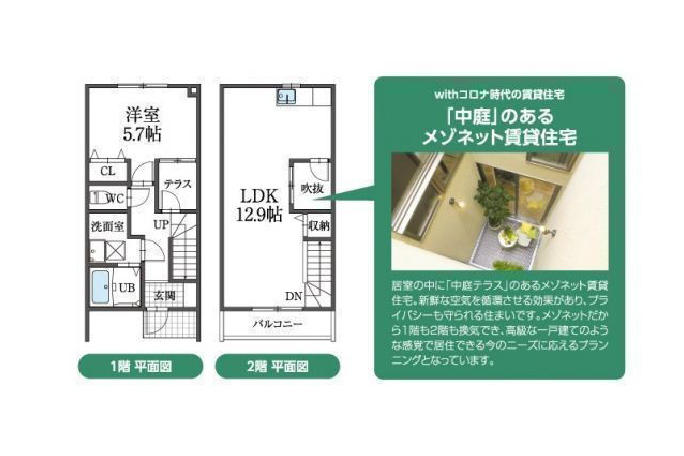 洋室
5.7帖
CL
テラス
WC
UP
洗面室
UB
玄関
1階 平面図
LDK
12.9帖
吹抜
収納
DN
バルコニー
2階 平面図
withコロナ時代の賃貸住宅
「中庭」のある
メゾネット賃貸住宅
居室の中に「中庭テラス」のあるメゾネット賃貸
住宅。新鮮な空気を循環させる効果があり、プラ
イバシーも守られる住まいです。メゾネットだか
ら1階も2階も換気でき、高級な一戸建てのよう
な感覚で居住できる今のニーズに応えるプラン
ニングとなっています。